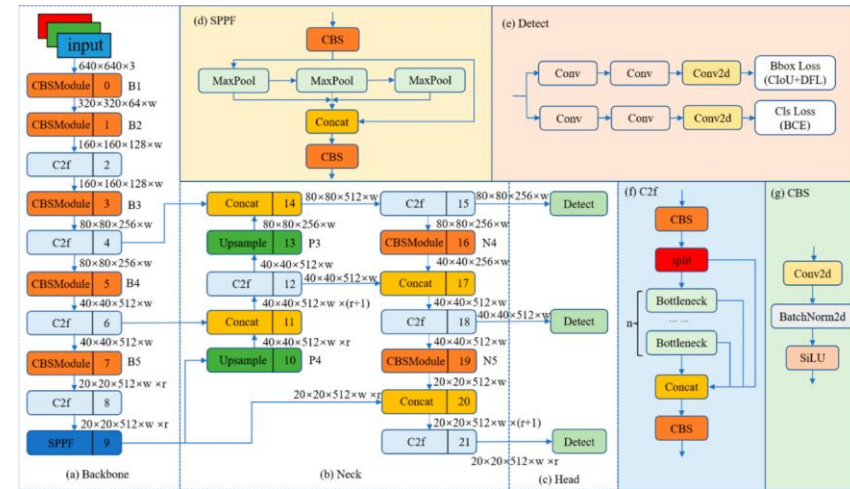 input
640×640×3
CBSModule 0 B1
320×320×64×w
CBSModule 1 B2
160×160×128×w
C2f 2
160×160×128×w
CBSModule 3 B3
80×80×256×w
C2f 4
80×80×256×w
CBSModule 5 B4
40×40×512×w
C2f 6
40×40×512×w
CBSModule 7 B5
20×20×512×w ×r
C2f 8
20×20×512×w ×r
SPPF 9
(a) Backbone
(d) SPPF
CBS
MaxPool MaxPool MaxPool
Concat
CBS
(e) Detect
Conv Conv Conv2d Bbox Loss
(CIoU+DFL)
Conv Conv Conv2d Cls Loss
(BCE)
Concat 14
80×80×512×w
80×80×256×w
Upsample 13 P3
40×40×512×w
C2f 12
40×40×512×w
40×40×512×w ×(r+1)
Concat 11
40×40×512×w ×r
Upsample 10 P4
C2f 15
80×80×256×w
80×80×256×w
CBSModule 16 N4
40×40×256×w
Concat 17
40×40×512×w
C2f 18
40×40×512×w
40×40×512×w
CBSModule 19 N5
20×20×512×w
20×20×512×w ×r
Concat 20
20×20×512×w ×(r+1)
C2f 21
20×20×512×w ×r
(b) Neck
Detect
Detect
Detect
(c) Head
(f) C2f
CBS
split
Bottleneck
n
... ...
Bottleneck
Concat
CBS
(g) CBS
Conv2d
BatchNorm2d
SiLU